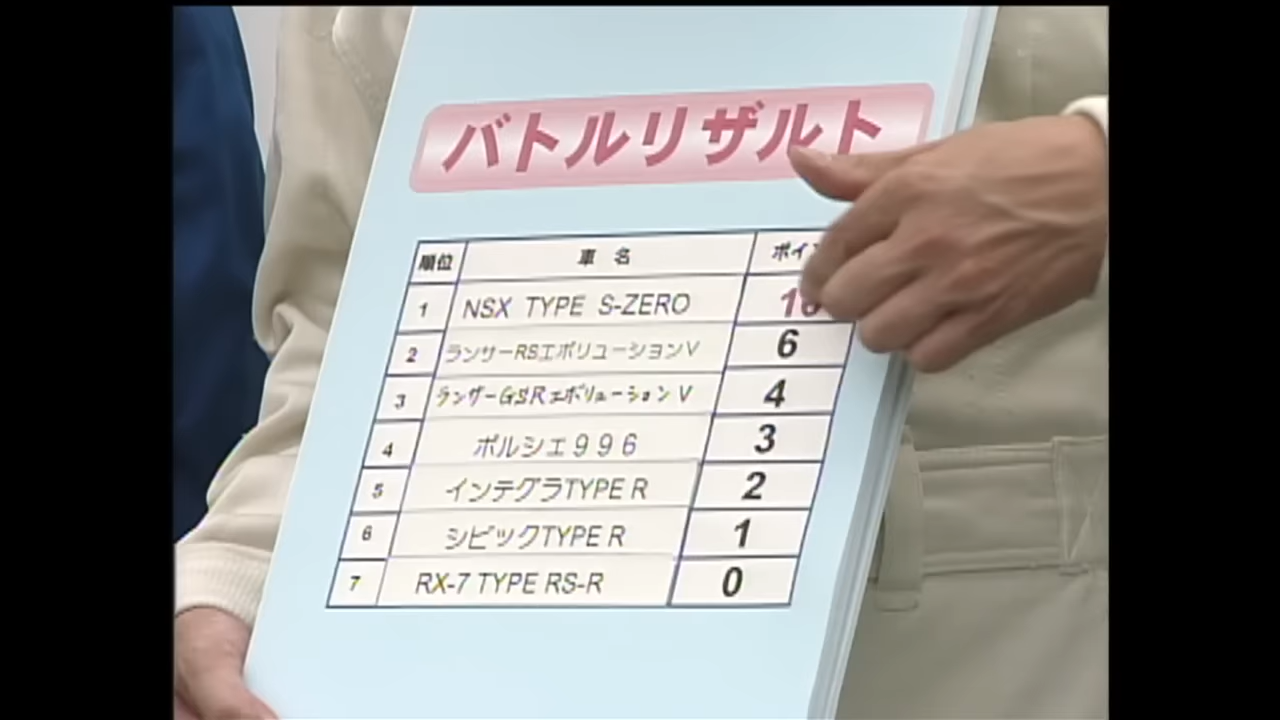 バトルリザルト
順位 車名 ポイ
1 NSX TYPE S-ZERO
2 ランサーRSエボリューションV 6
3 ランサーGSRエボリューションV 4
4 ポルシェ996 3
5 インテグラTYPE R 2
6 シビックTYPE R 1
7 RX-7 TYPE RS-R 0